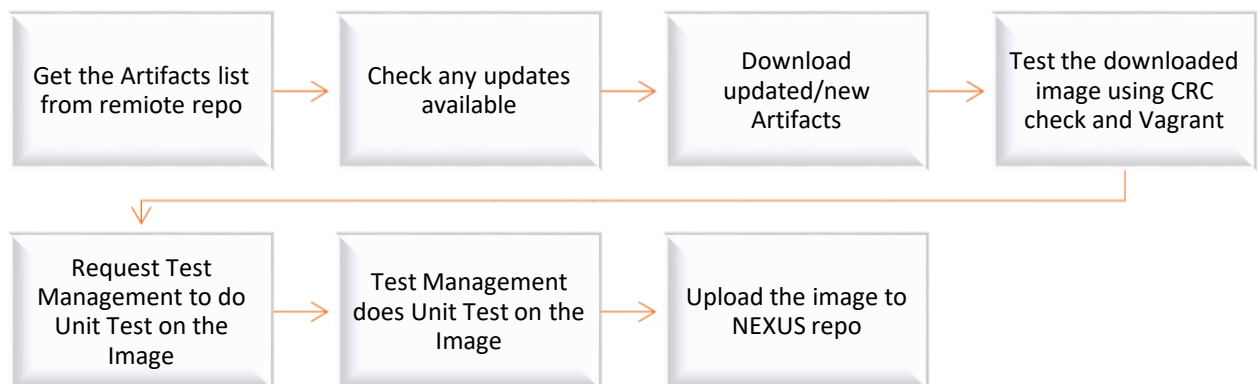 Get the Artifacts list
from remiote repo
Check any updates
available
Download
updated/new
Artifacts
Test the downloaded
image using CRC
check and Vagrant
Request Test
Management to do
Unit Test on the
Image
Test Management
does Unit Test on the
Image
Upload the image to
NEXUS repo